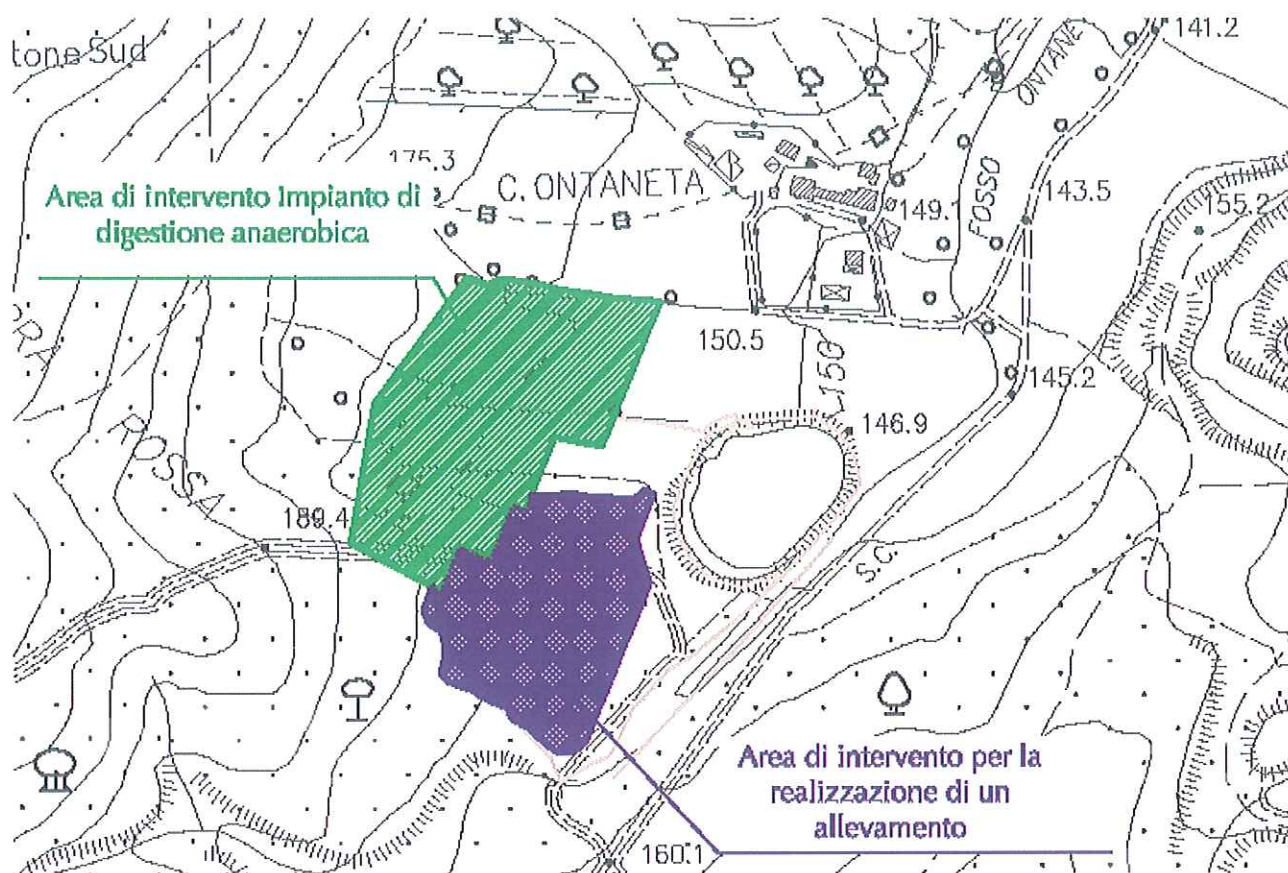 tone Sud
141.2
ONTANE
175.3
C. ONTANETA
Area di intervento Impianto di
digestione anaerobica
149.1
FOSSO
143.5
155.2
150.5
150
145.2
ROSSA
146.9
189.4
S.C.
Area di intervento per la
realizzazione di un
allevamento
160.1